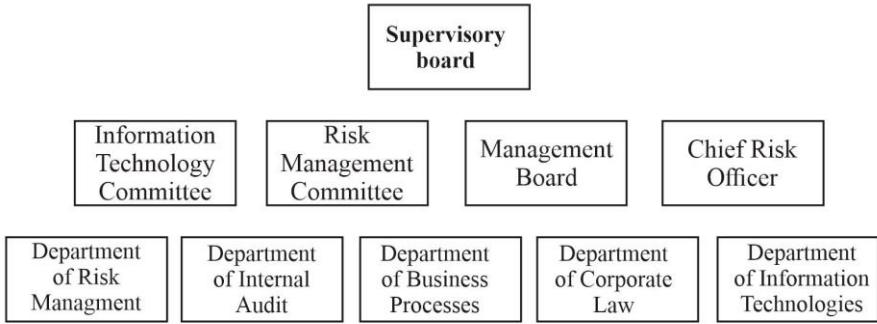 Supervisory
board
Information
Technology
Committee
Risk
Management
Committee
Management
Board
Chief Risk
Officer
Department
of Risk
Managment
Department
of Internal
Audit
Department
of Business
Processes
Department
of Corporate
Law
Department
of Information
Technologies